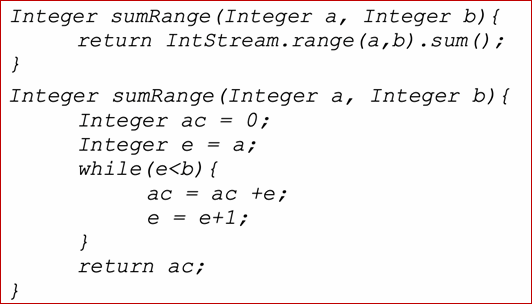 Integer sumRange(Integer a, Integer b){
return IntStream.range(a,b).sum();
}
Integer sumRange(Integer a, Integer b){
Integer ac = 0;
Integer e = a;
while(e<b){
ac = ac +e;
e = e+1;
}
return ac;
}